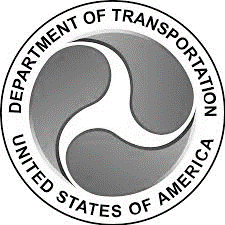 DEPARTMENT OF TRANSPORTATION
UNITED STATES OF AMERICA